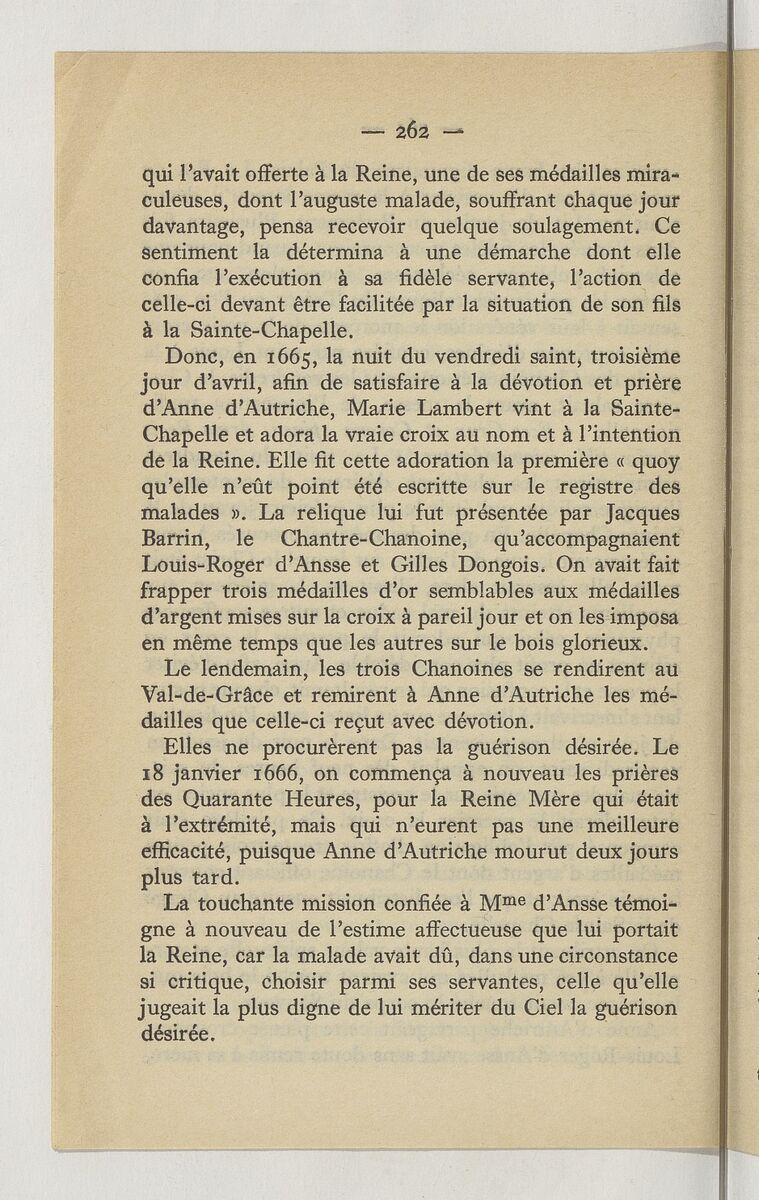 — 262 —
qui l'avait offerte à la Reine, une de ses médailles mira-
culeuses, dont l'auguste malade, souffrant chaque jour
davantage, pensa recevoir quelque soulagement. Ce
sentiment la détermina à une démarche dont elle
confia l'exécution à sa fidèle servante, l'action de
celle-ci devant être facilitée par la situation de son fils
à la Sainte-Chapelle.
Donc, en 1665, la nuit du vendredi saint, troisième
jour d'avril, afin de satisfaire à la dévotion et prière
d'Anne d'Autriche, Marie Lambert vint à la Sainte-
Chapelle et adora la vraie croix au nom et à l'intention
de la Reine. Elle fit cette adoration la première « quoy
qu'elle n'eût point été escritte sur le registre des
malades ». La relique lui fut présentée par Jacques
Barrin, le Chantre-Chanoine, qu'accompagnaient
Louis-Roger d'Ansse et Gilles Dongois. On avait fait
frapper trois médailles d'or semblables aux médailles
d'argent mises sur la croix à pareil jour et on les imposa
en même temps que les autres sur le bois glorieux.
Le lendemain, les trois Chanoines se rendirent au
Val-de-Grâce et remirent à Anne d'Autriche les mé-
dailles que celle-ci reçut avec dévotion.
Elles ne procurèrent pas la guérison désirée. Le
18 janvier 1666, on commença à nouveau les prières
des Quarante Heures, pour la Reine Mère qui était
à l'extrémité, mais qui n'eurent pas une meilleure
efficacité, puisque Anne d'Autriche mourut deux jours
plus tard.
La touchante mission confiée à Mme d'Ansse témoi-
gne à nouveau de l'estime affectueuse que lui portait
la Reine, car la malade avait dû, dans une circonstance
si critique, choisir parmi ses servantes, celle qu'elle
jugeait la plus digne de lui mériter du Ciel la guérison
désirée.